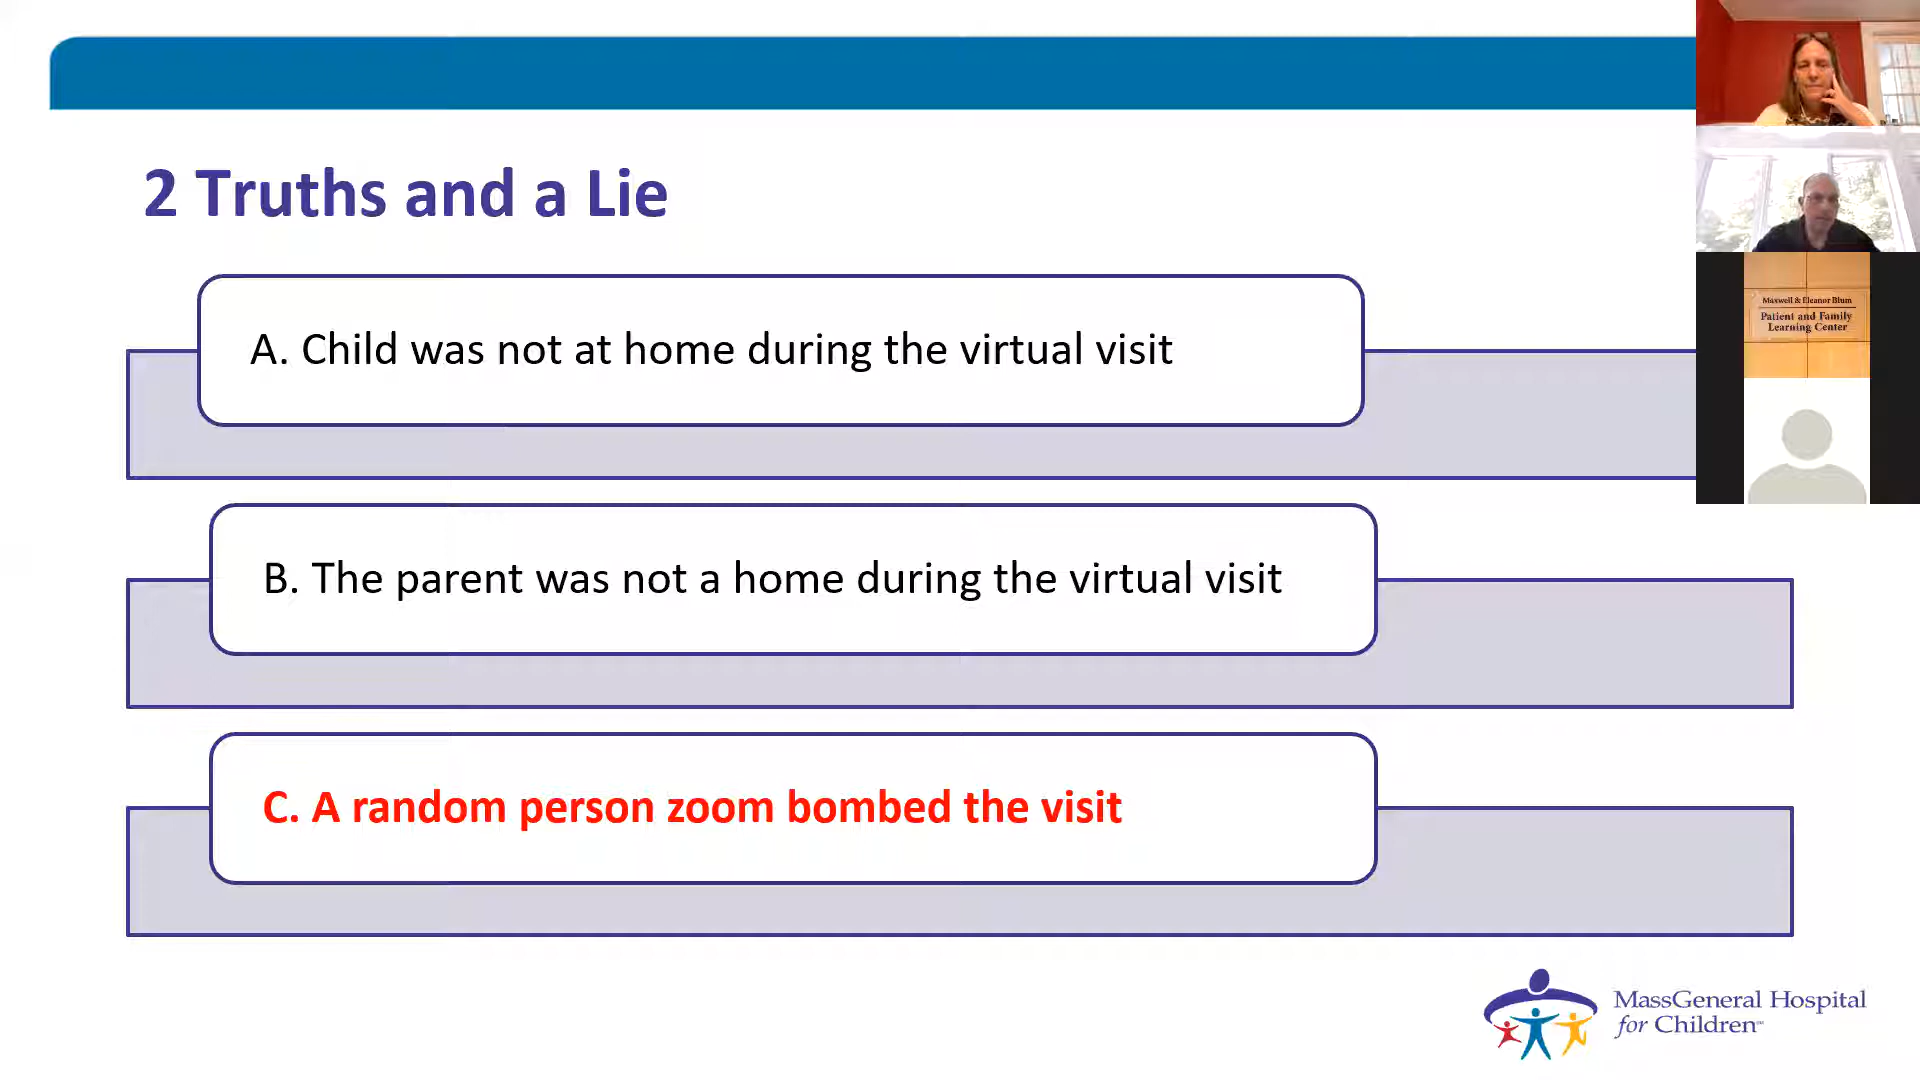 2 Truths and a Lie
A. Child was not at home during the virtual visit
B. The parent was not a home during the virtual visit
C. A random person zoom bombed the visit
Maxwell & Eleanor Blum
Patient and Family
Learning Center
MassGeneral Hospital
for Children